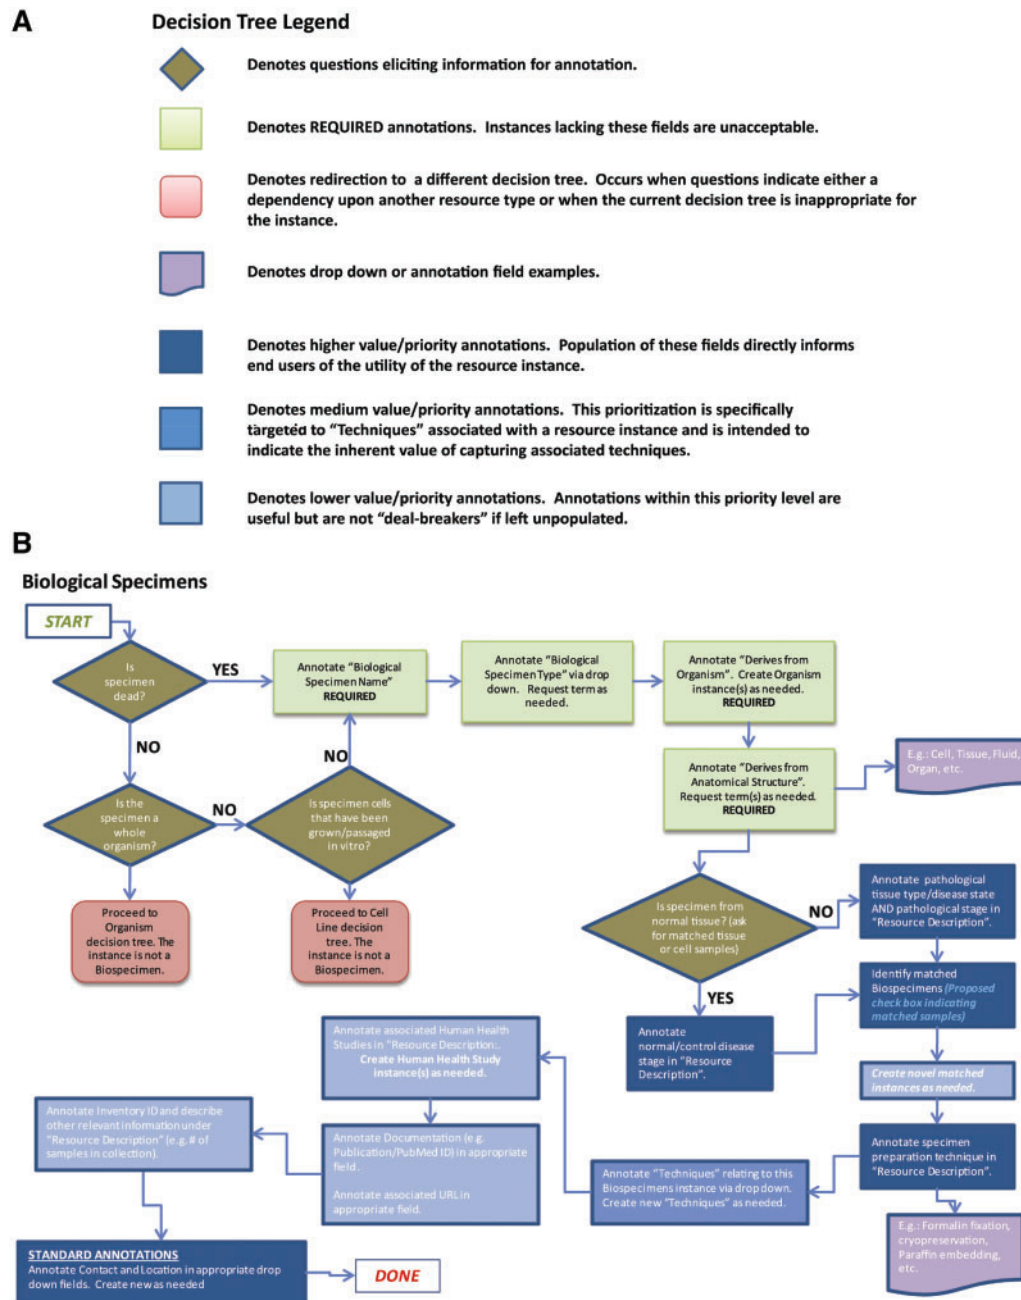 A
Decision Tree Legend
Denotes questions eliciting information for annotation.
Denotes REQUIRED annotations. Instances lacking these fields are unacceptable.
Denotes redirection to a different decision tree. Occurs when questions indicate either a
dependency upon another resource type or when the current decision tree is inappropriate for
the instance.
Denotes drop down or annotation field examples.
Denotes higher value/priority annotations. Population of these fields directly informs
end users of the utility of the resource instance.
Denotes medium value/priority annotations. This prioritization is specifically
targeted to "Techniques" associated with a resource instance and is intended to
indicate the inherent value of capturing associated techniques.
Denotes lower value/priority annotations. Annotations within this priority level are
useful but are not "deal-breakers" if left unpopulated.
B
Biological Specimens
START
Is
specimen
dead?
YES
NO
Annotate "Biological
Specimen Name"
REQUIRED
Annotate "Biological
Specimen Type" via drop
down. Request term as
needed.
Annotate "Derives from
Organism". Create Organism
instance(s) as needed.
REQUIRED
Is the
specimen a
whole
organism?
NO
Is specimen cells
that have been
grown/passaged
in vitro?
NO
Annotate "Derives from
Anatomical Structure".
Request term(s) as needed.
REQUIRED
E.g.: Cell, Tissue, Fluid,
Organ, etc.
Proceed to
Organism
decision tree. The
instance is not a
Biospecimen.
Proceed to Cell
Line decision
tree. The
instance is not a
Biospecimen.
Is specimen from
normal tissue? (ask
for matched tissue
or cell samples)
NO
YES
Annotate pathological
tissue type/disease state
AND pathological stage in
"Resource Description".
Identify matched
Biospecimens (Proposed
check box indicating
matched samples)
Annotate
normal/control disease
stage in "Resource
Description".
Create novel matched
instances as needed.
Annotate specimen
preparation technique in
"Resource Description".
E.g.: Formalin fixation,
cryopreservation,
Paraffin embedding,
etc.
Annotate "Techniques" relating to this
Biospecimens instance via drop down.
Create new "Techniques" as needed.
Annotate associated Human Health
Studies in "Resource Description:.
Create Human Health Study
instance(s) as needed.
Annotate Documentation (e.g.
Publication/PubMed ID) in appropriate
field.
Annotate associated URL in
appropriate field.
Annotate Inventory ID and describe
other relevant information under
"Resource Description" (e.g. # of
samples in collection).
STANDARD ANNOTATIONS
Annotate Contact and Location in appropriate drop
down fields. Create new as needed
DONE